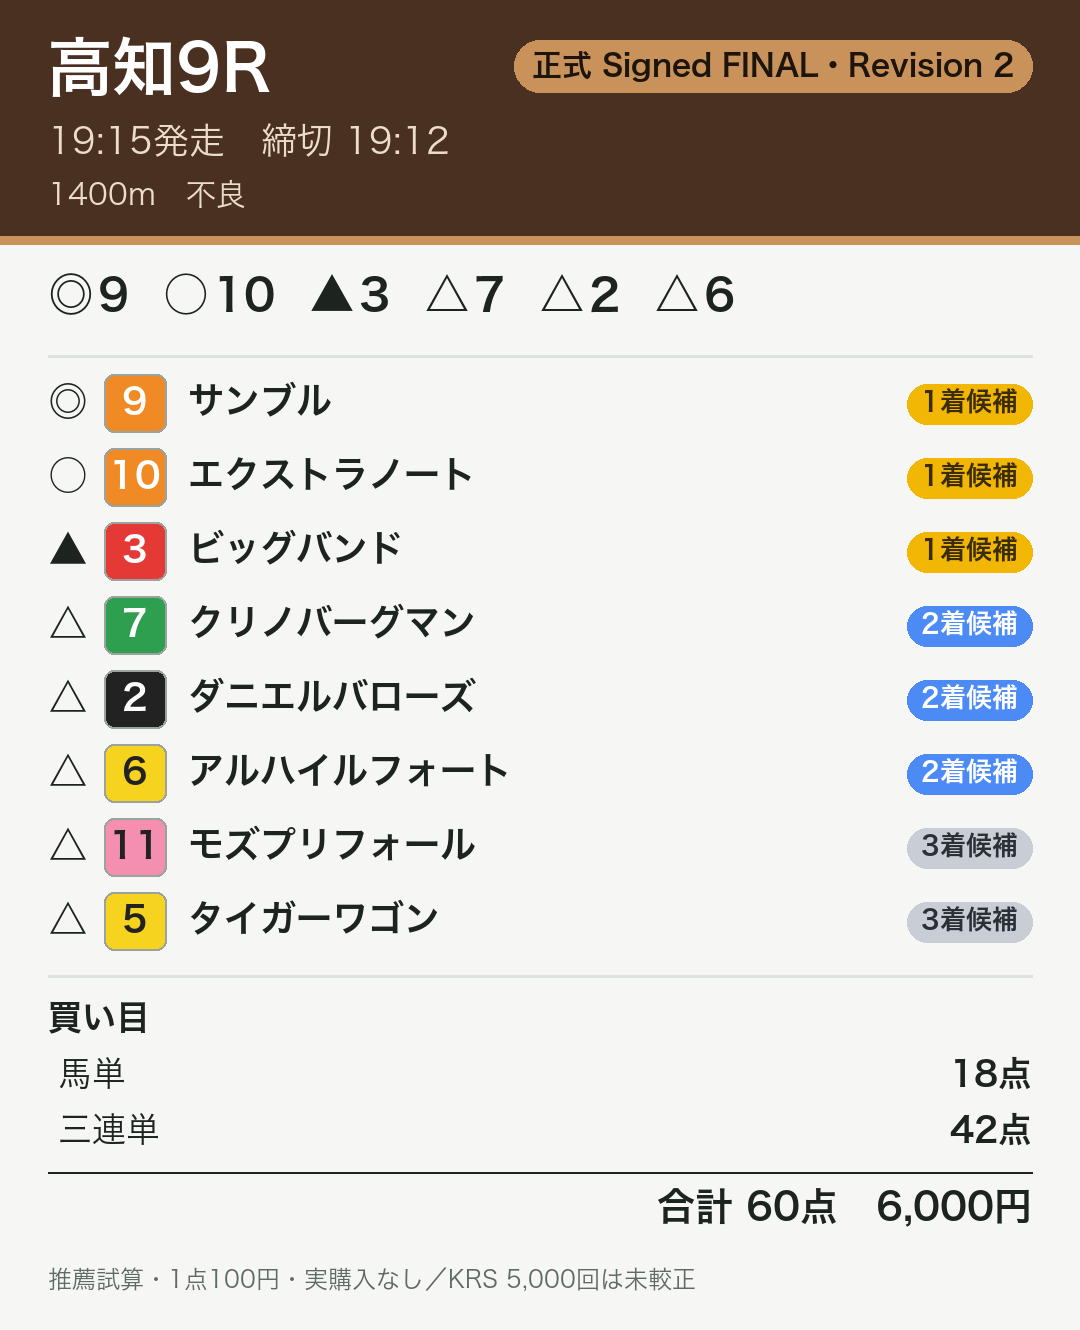 高知9R
正式 Signed FINAL・Revision 2
19:15発走　締切 19:12
1400m　不良
◎9 ○10 ▲3 △7 △2 △6
◎ 9 サンブル 1着候補
○ 10 エクストラノート 1着候補
▲ 3 ビッグバンド 1着候補
△ 7 クリノバーグマン 2着候補
△ 2 ダニエルバローズ 2着候補
△ 6 アルハイルフォート 2着候補
△ 11 モズプリフォール 3着候補
△ 5 タイガーワゴン 3着候補
買い目
馬単 18点
三連単 42点
合計 60点　6,000円
推薦試算・1点100円・実購入なし／KRS 5,000回は未較正